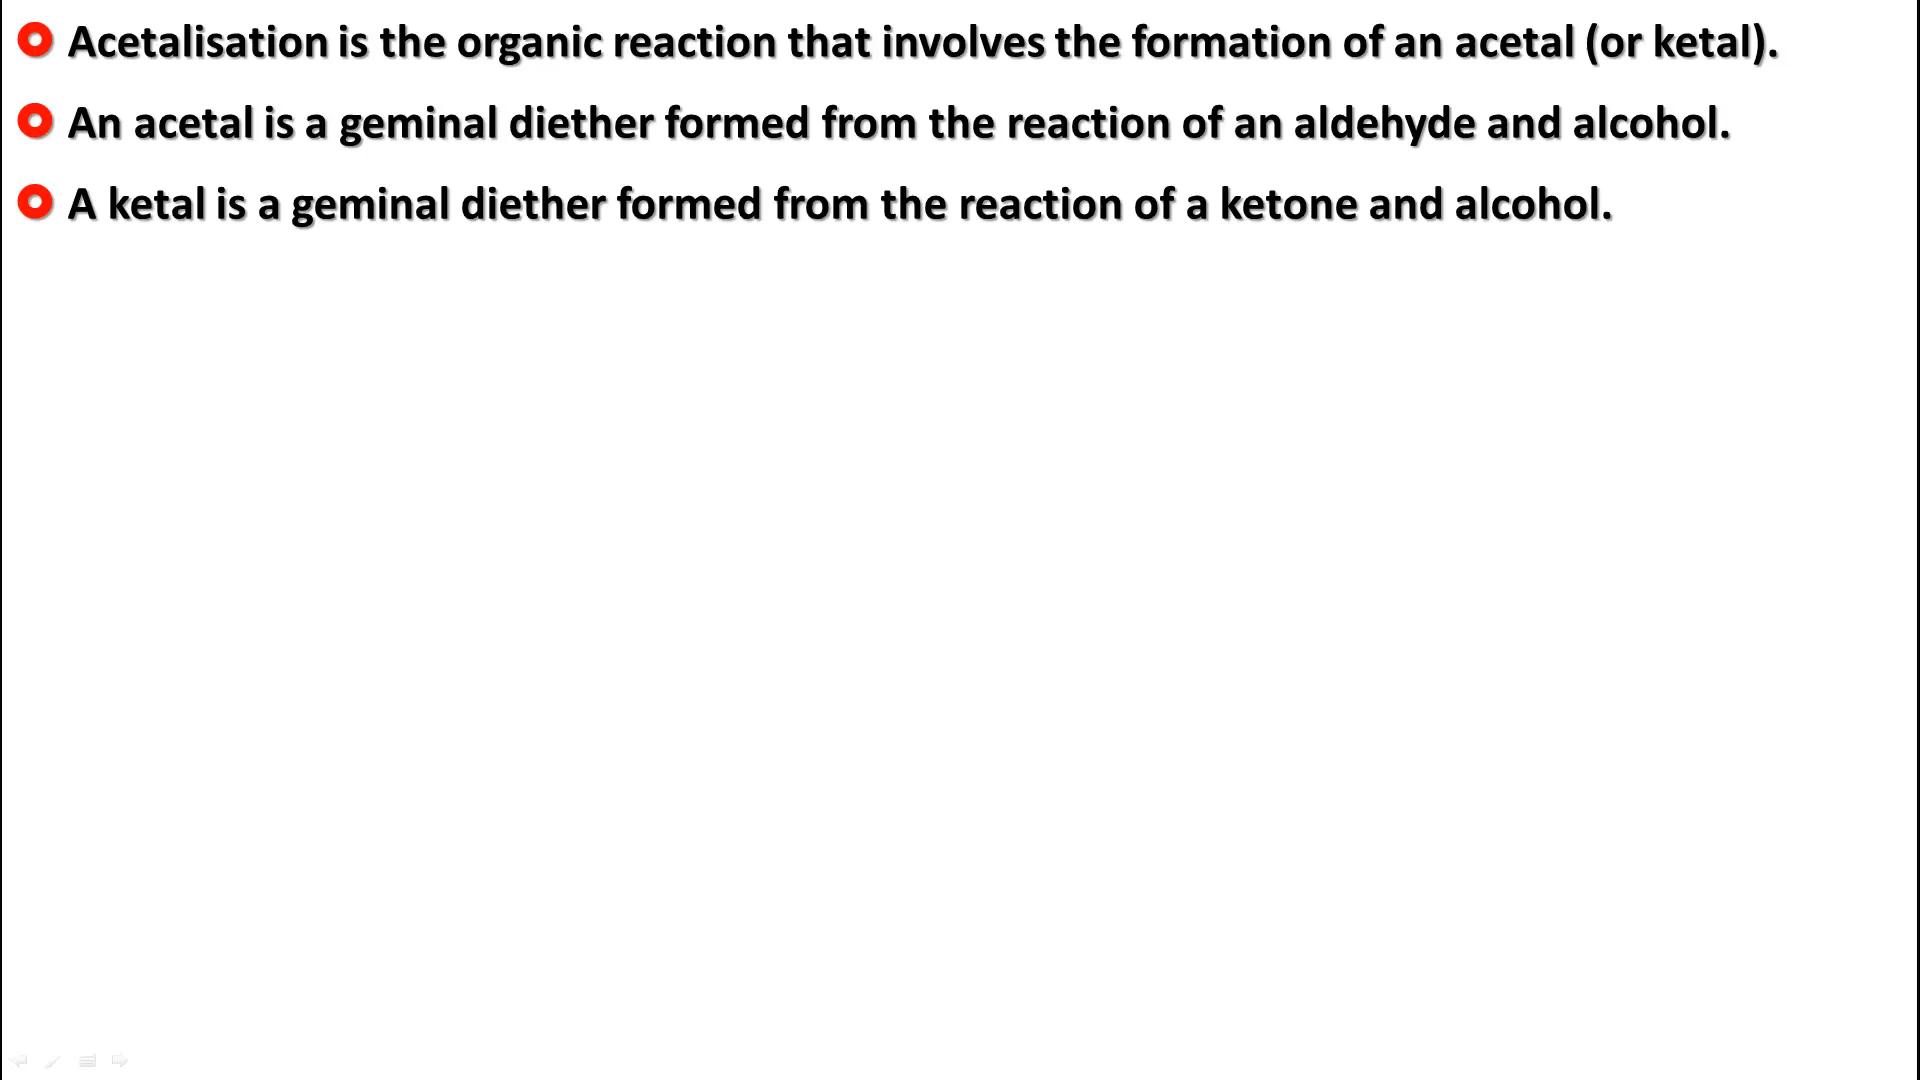 Acetalisation is the organic reaction that involves the formation of an acetal (or ketal).
An acetal is a geminal diether formed from the reaction of an aldehyde and alcohol.
A ketal is a geminal diether formed from the reaction of a ketone and alcohol.